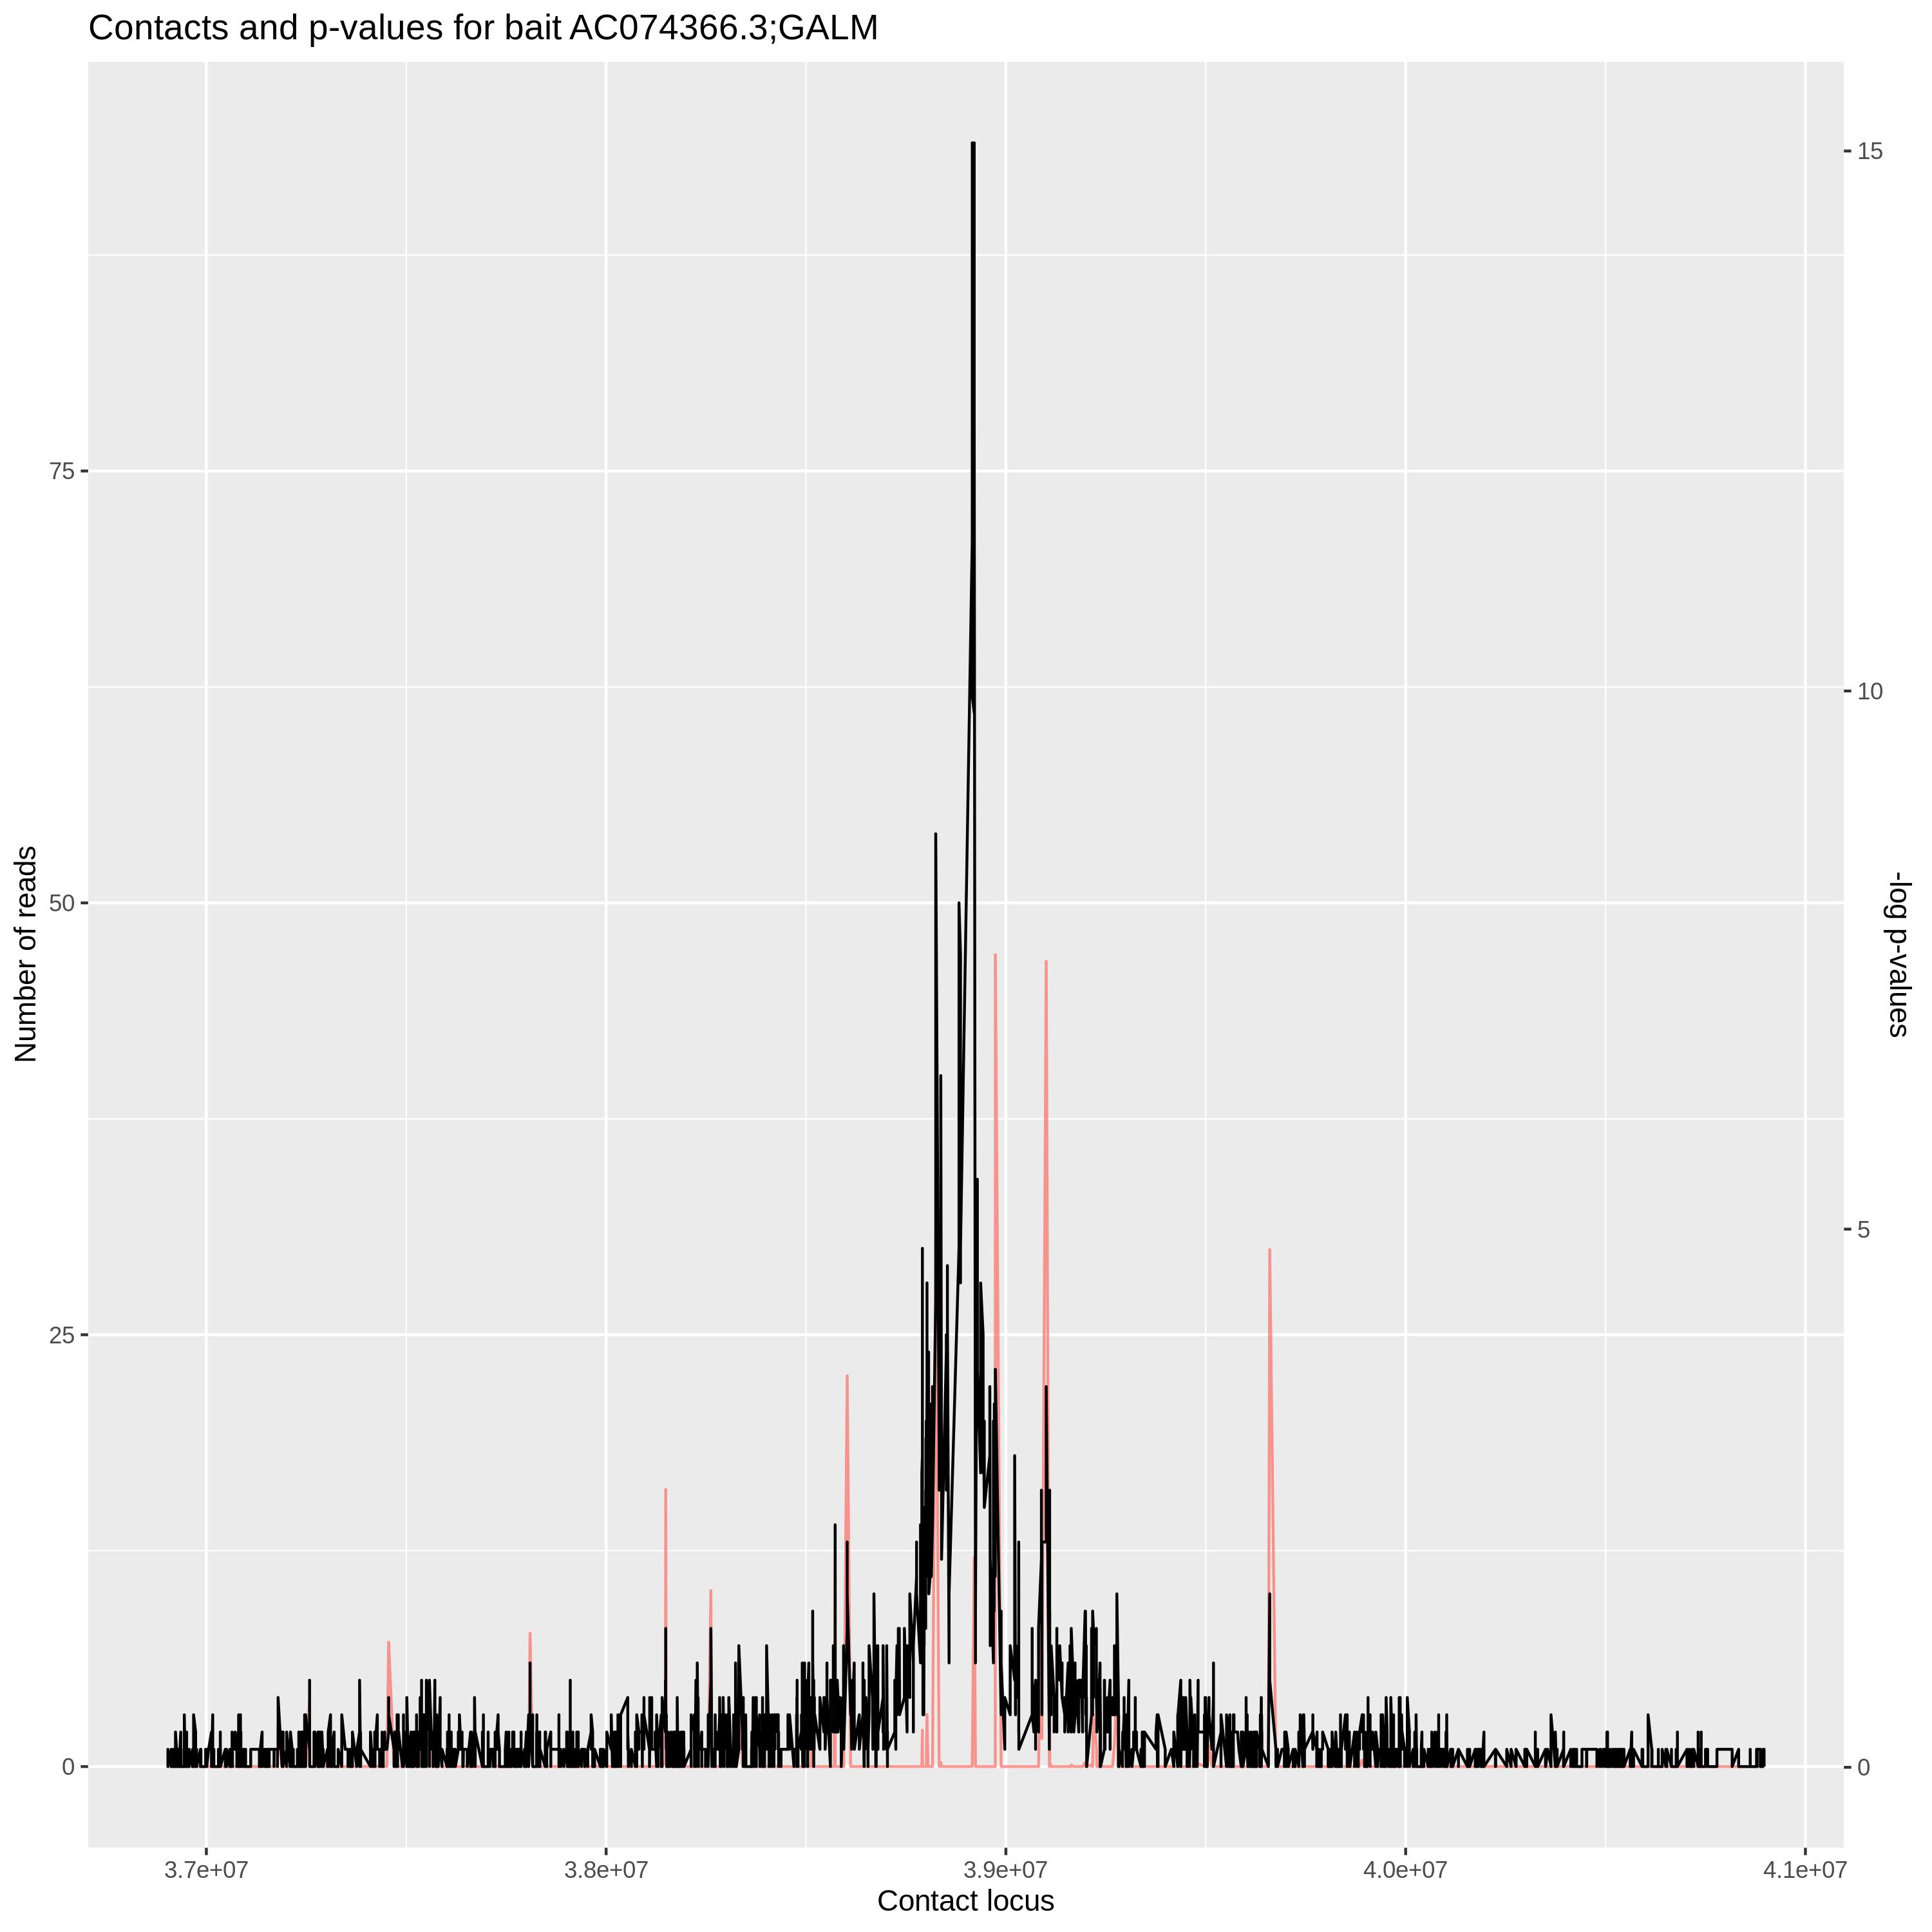 Contacts and p-values for bait AC074366.3;GALM
15
75
10
50
Number of reads
-log p-values
5
25
0
0
3.7e+07
3.8e+07
3.9e+07
4.0e+07
4.1e+07
Contact locus